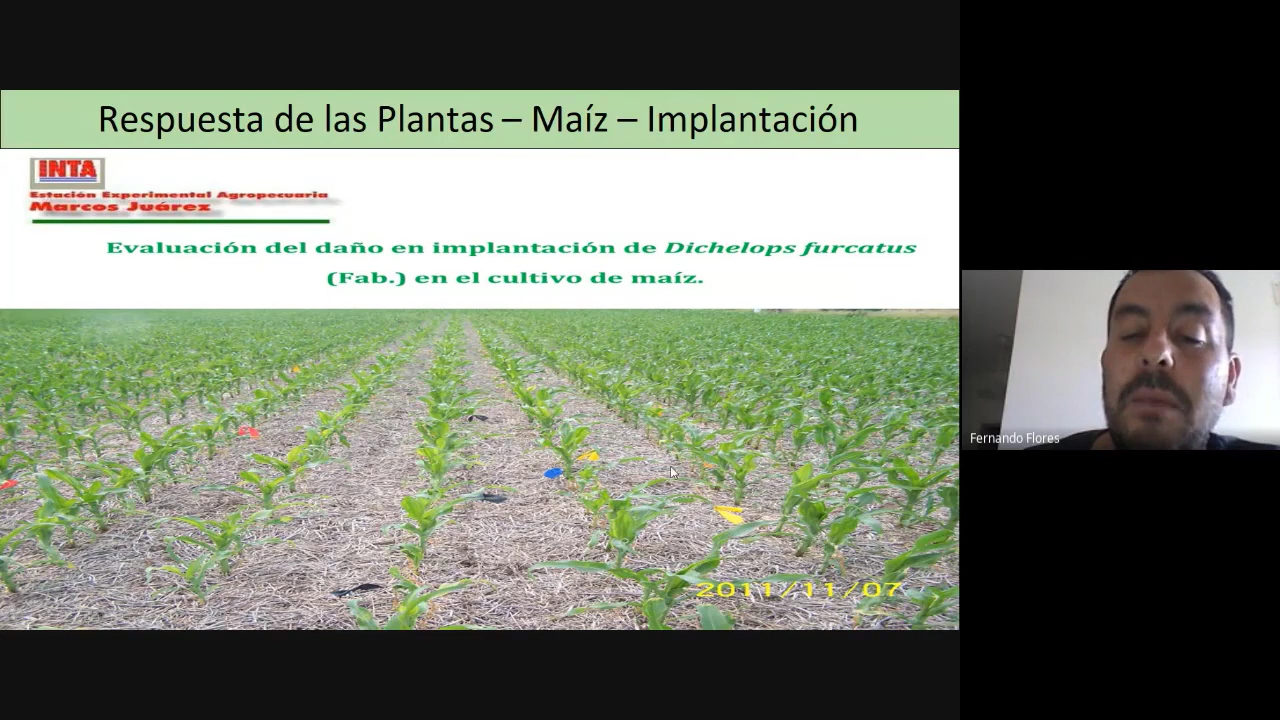 Respuesta de las Plantas – Maíz – Implantación
INTA
Estación Experimental Agropecuaria
Marcos Juárez
Evaluación del daño en implantación de Dichelops furcatus
(Fab.) en el cultivo de maíz.
Fernando Flores
2011/11/07